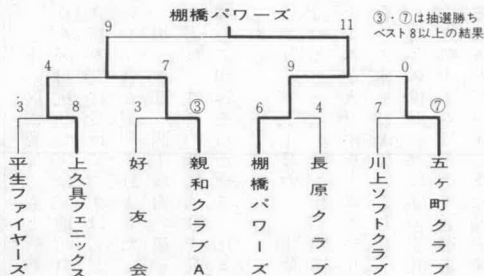 棚橋パワーズ
③・⑦は抽選勝ち
ベスト8以上の結果
9 11
4 7 9 0
3 8 3 ③ 6 4 7 ⑦
平生ファイヤーズ
上久具フェニックス
好友会
親和クラブA
棚橋パワーズ
長原クラブ
川上ソフトクラブ
五ヶ町クラブ